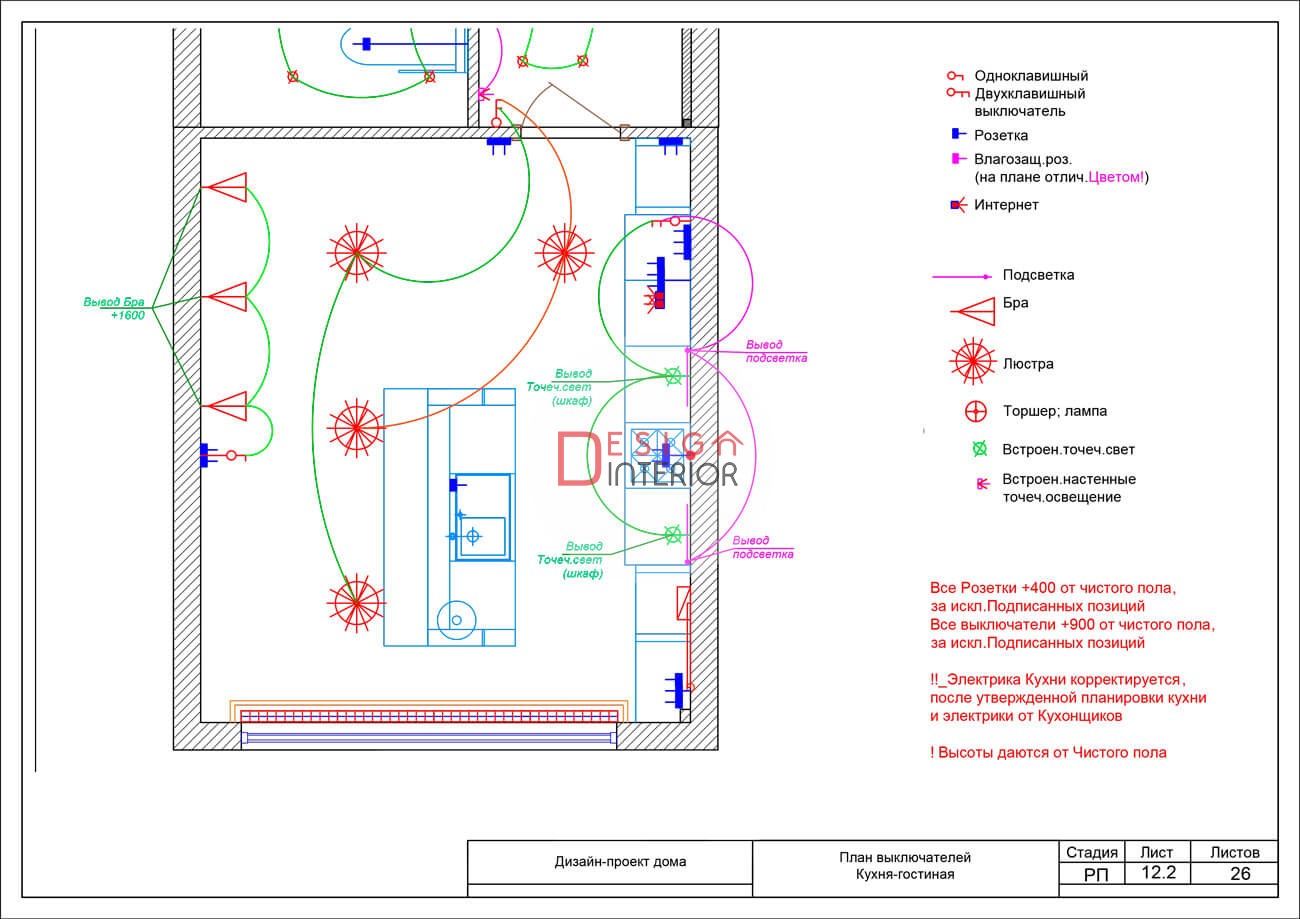 Одноклавишный
Двухклавишный
выключатель
Розетка
Влагозащ.роз.
(на плане отлич.Цветом!)
Интернет
Подсветка
Бра
Люстра
Торшер; лампа
Встроен.точеч.свет
Встроен.настенные
точеч.освещение
Вывод Бра
+1600
Вывод
подсветка
Вывод
Точеч.свет
(шкаф)
DESIGN
INTERIOR
Вывод
Точеч.свет
(шкаф)
Вывод
подсветка
Все Розетки +400 от чистого пола,
за искл.Подписанных позиций
Все выключатели +900 от чистого пола,
за искл.Подписанных позиций
!!_Электрика Кухни корректируется,
после утвержденной планировки кухни
и электрики от Кухонщиков
! Высоты даются от Чистого пола
Дизайн-проект дома
План выключателей
Кухня-гостиная
Стадия Лист Листов
РП 12.2 26